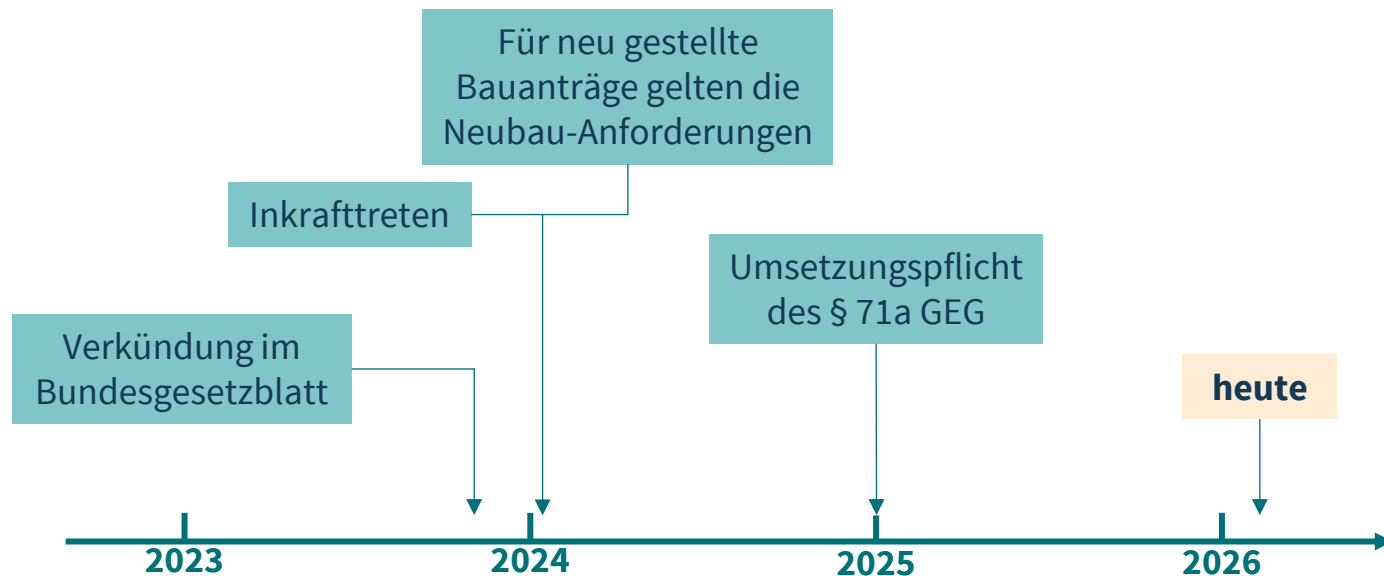 Für neu gestellte
Bauanträge gelten die
Neubau-Anforderungen
Inkrafttreten
Umsetzungspflicht
des § 71a GEG
Verkündung im
Bundesgesetzblatt
heute
2023
2024
2025
2026